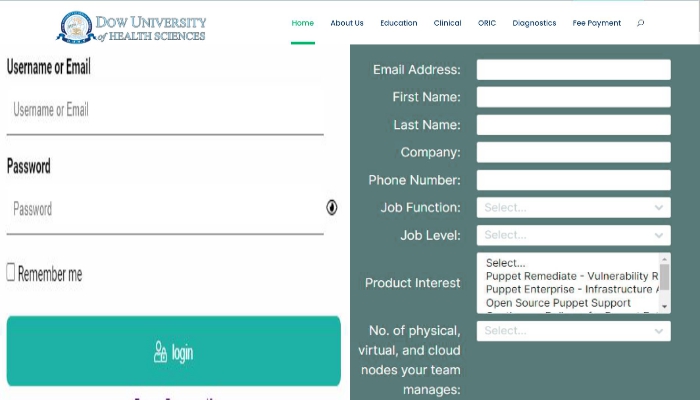 DOW UNIVERSITY
of HEALTH SCIENCES
Home About Us Education Clinical ORIC Diagnostics Fee Payment
Username or Email
Username or Email
Password
Password
Remember me
login
Email Address:
First Name:
Last Name:
Company:
Phone Number:
Job Function: Select...
Job Level: Select...
Product Interest
Select...
Puppet Remediate - Vulnerability R
Puppet Enterprise - Infrastructure
Open Source Puppet Support
No. of physical, Select...
virtual, and cloud
nodes your team
manages: